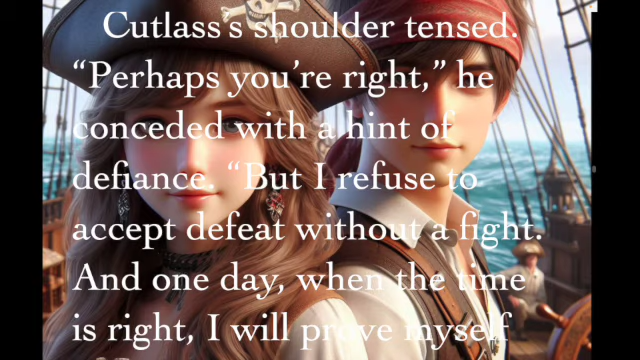 Cutlass's shoulder tensed.
“Perhaps you’re right,” he
conceded with a hint of
defiance. “But I refuse to
accept defeat without a fight.
And one day, when the time
is right, I will prove myself